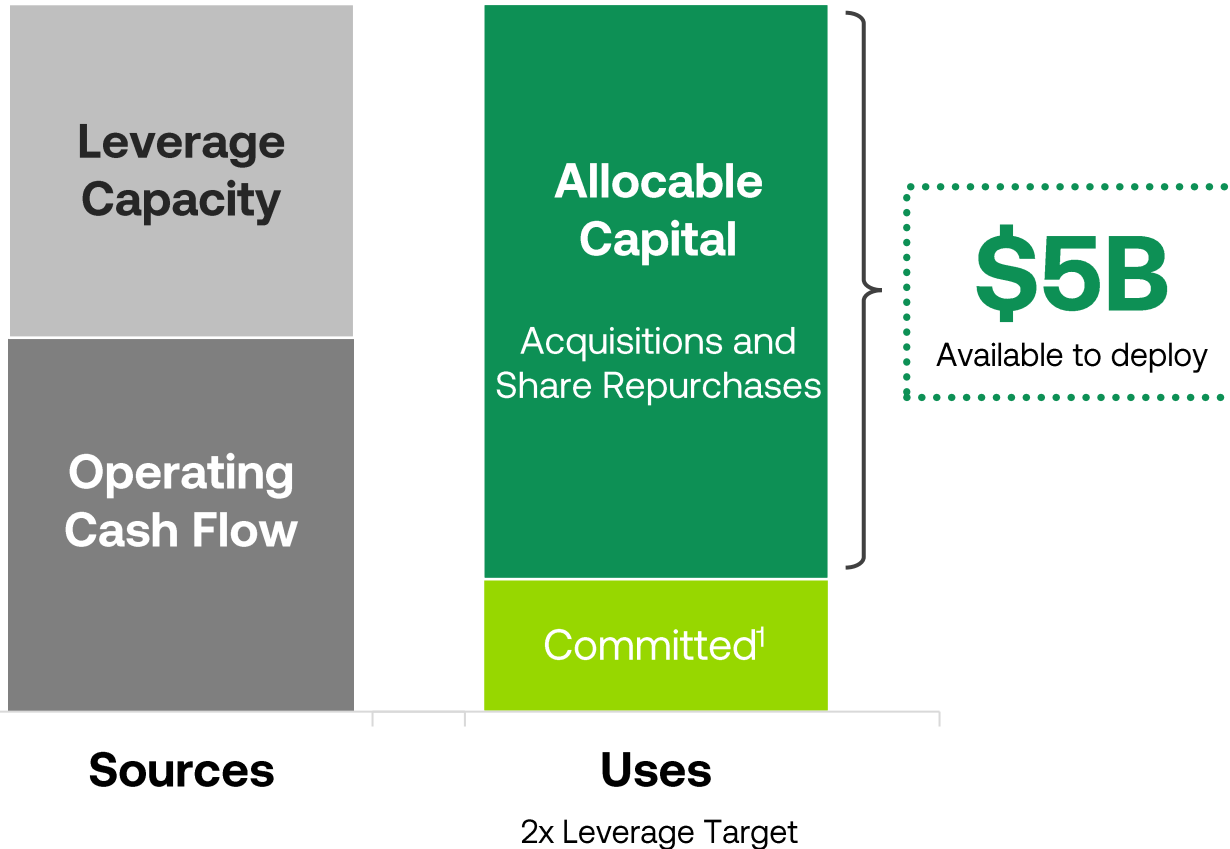 Leverage
Capacity
Operating
Cash Flow
Sources
Allocable
Capital
Acquisitions and
Share Repurchases
Committed¹
Uses
2x Leverage Target
$5B
Available to deploy